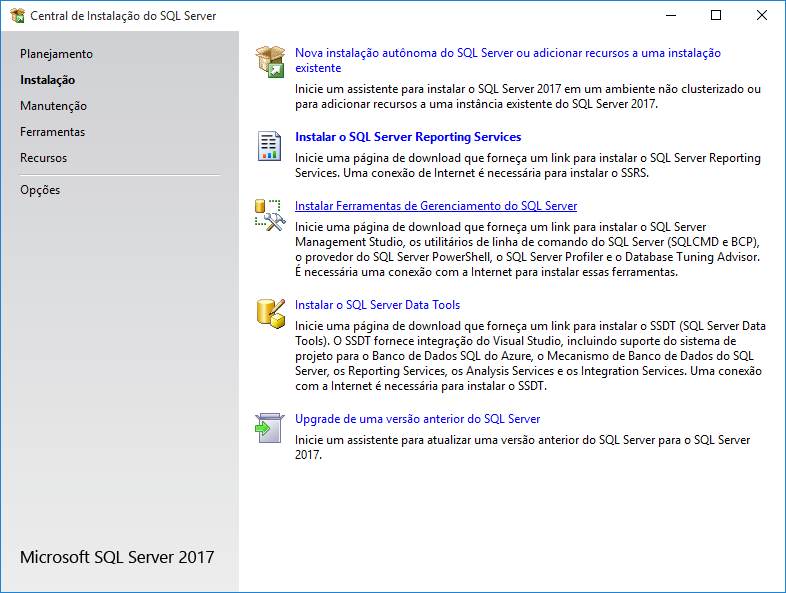 Central de Instalação do SQL Server
Planejamento
Instalação
Manutenção
Ferramentas
Recursos
Opções
Microsoft SQL Server 2017
Nova instalação autônoma do SQL Server ou adicionar recursos a uma instalação
existente
Inicie um assistente para instalar o SQL Server 2017 em um ambiente não clusterizado ou
para adicionar recursos a uma instância existente do SQL Server 2017.
Instalar o SQL Server Reporting Services
Inicie uma página de download que forneça um link para instalar o SQL Server Reporting
Services. Uma conexão de Internet é necessária para instalar o SSRS.
Instalar Ferramentas de Gerenciamento do SQL Server
Inicie uma página de download que forneça um link para instalar o SQL Server
Management Studio, os utilitários de linha de comando do SQL Server (SQLCMD e BCP),
o provedor do SQL Server PowerShell, o SQL Server Profiler e o Database Tuning Advisor.
É necessária uma conexão com a Internet para instalar essas ferramentas.
Instalar o SQL Server Data Tools
Inicie uma página de download que forneça um link para instalar o SSDT (SQL Server Data
Tools). O SSDT fornece integração do Visual Studio, incluindo suporte do sistema de
projeto para o Banco de Dados SQL do Azure, o Mecanismo de Banco de Dados do SQL
Server, os Reporting Services, os Analysis Services e os Integration Services. Uma conexão
com a Internet é necessária para instalar o SSDT.
Upgrade de uma versão anterior do SQL Server
Inicie um assistente para atualizar uma versão anterior do SQL Server para o SQL Server
2017.